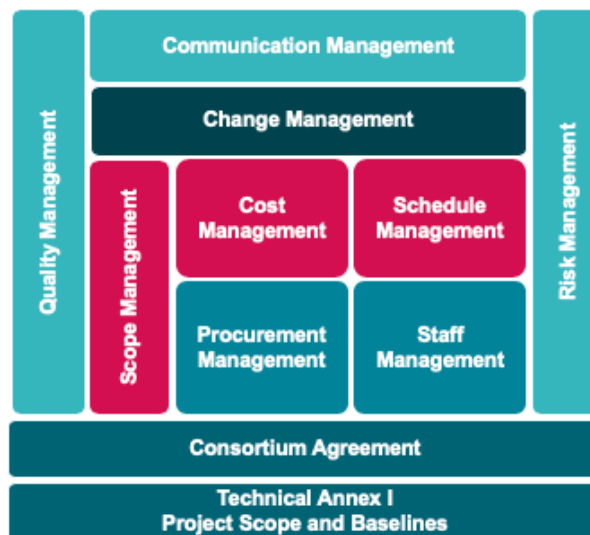 Quality Management
Communication Management
Change Management
Scope Management
Cost
Management
Schedule
Management
Procurement
Management
Staff
Management
Risk Management
Consortium Agreement
Technical Annex I
Project Scope and Baselines